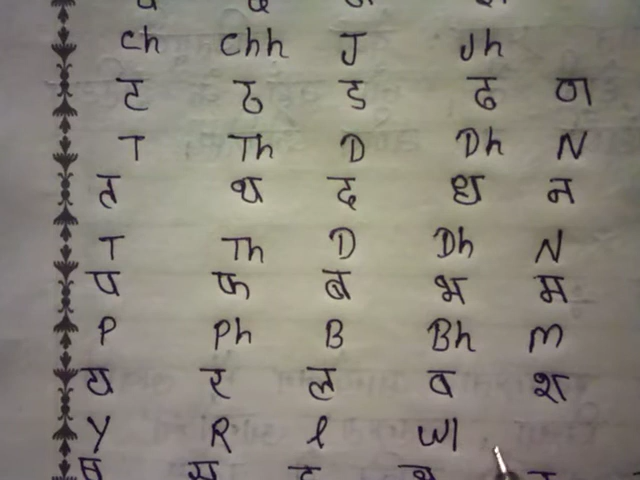 Ch Chh J Jh
ट ठ ड ढ ण
T Th D Dh N
त थ द ध न
T Th D Dh N
प फ ब भ म
P Ph B Bh M
य र ल व श
Y R l W